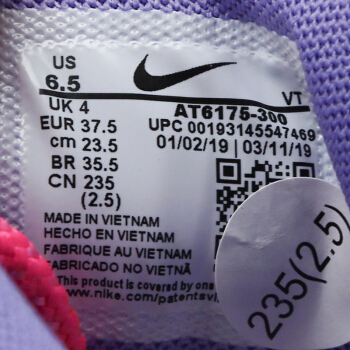 US
6.5 VT
UK 4 AT6175-300
EUR 37.5 UPC 00193145547469
cm 23.5 01/02/19 | 03/11/19
BR 35.5
CN 235
(2.5)
MADE IN VIETNAM
HECHO EN VIETNAM
FABRIQUE AU VIETNAM
FABRICADO NO VIETNÃ
This product is covered by
www.nike.com/patents
235(2.5)